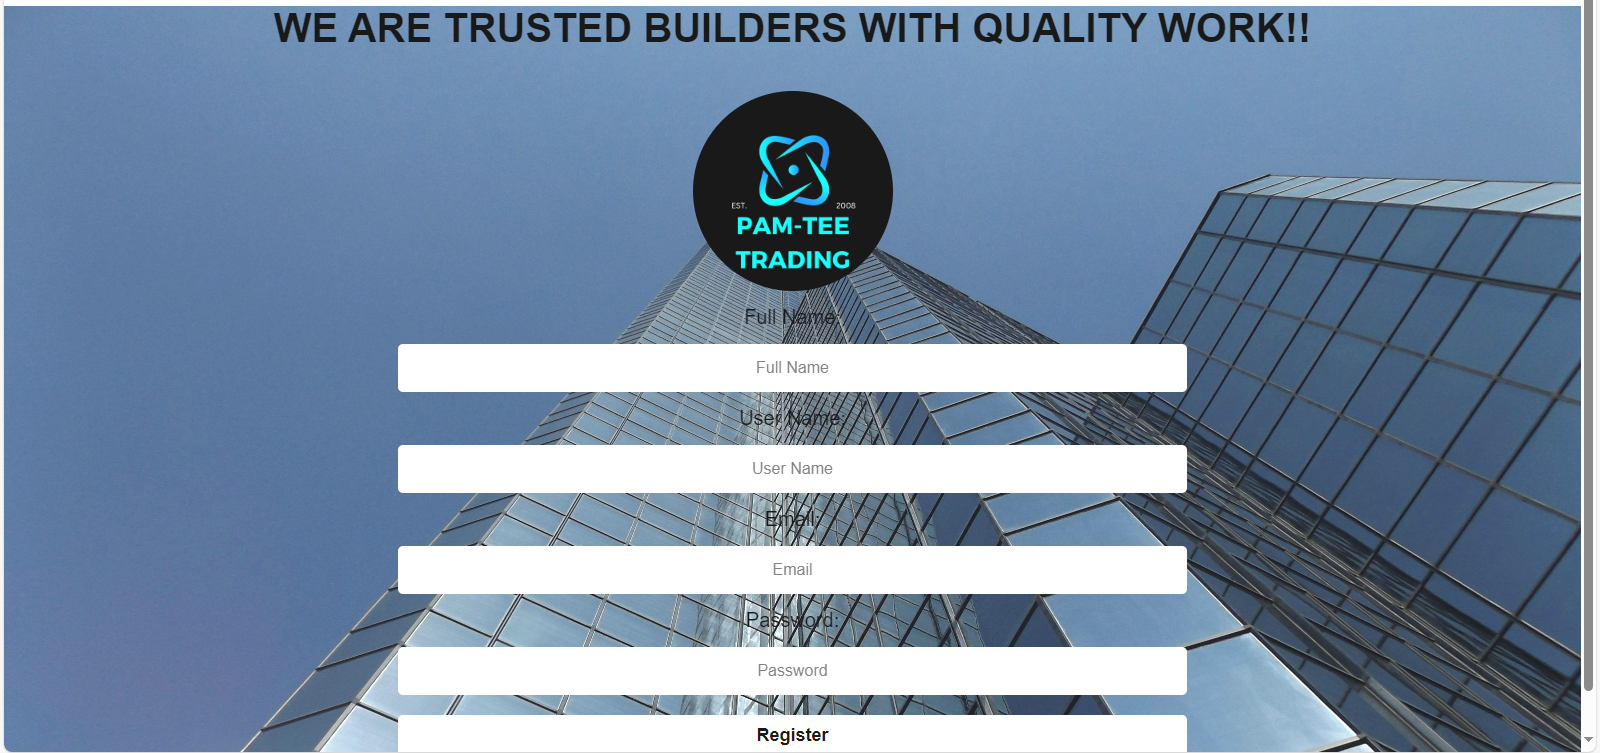 WE ARE TRUSTED BUILDERS WITH QUALITY WORK!!
EST. 2008
PAM-TEE
TRADING
Full Name:
Full Name
User Name:
User Name
Email:
Email
Password:
Password
Register